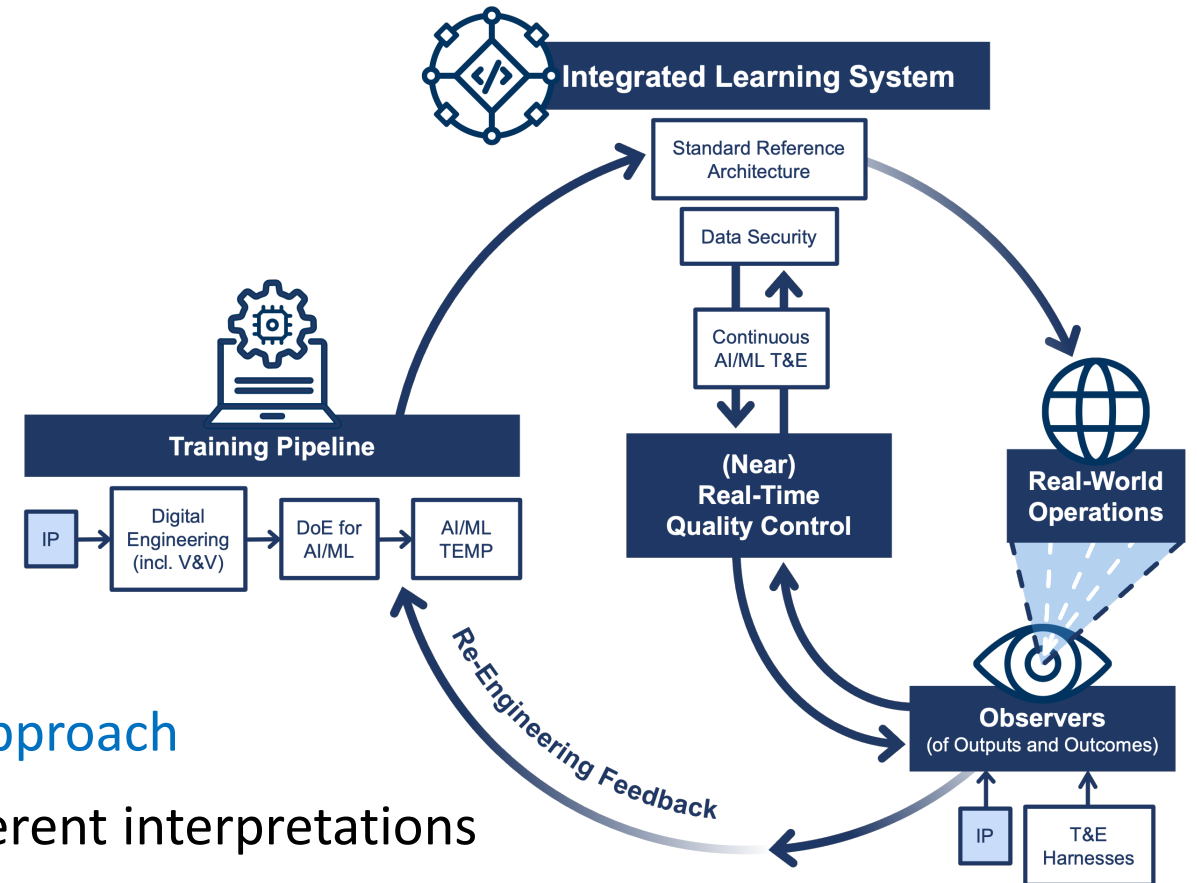 </>
Integrated Learning System
Standard Reference
Architecture
Data Security
Continuous
AI/ML T&E
Training Pipeline
IP
Digital
Engineering
(incl. V&V)
DoE for
AI/ML
AI/ML
TEMP
(Near)
Real-Time
Quality Control
Real-World
Operations
Re-Engineering Feedback
Observers
(of Outputs and Outcomes)
IP
T&E
Harnesses
erent interpretations